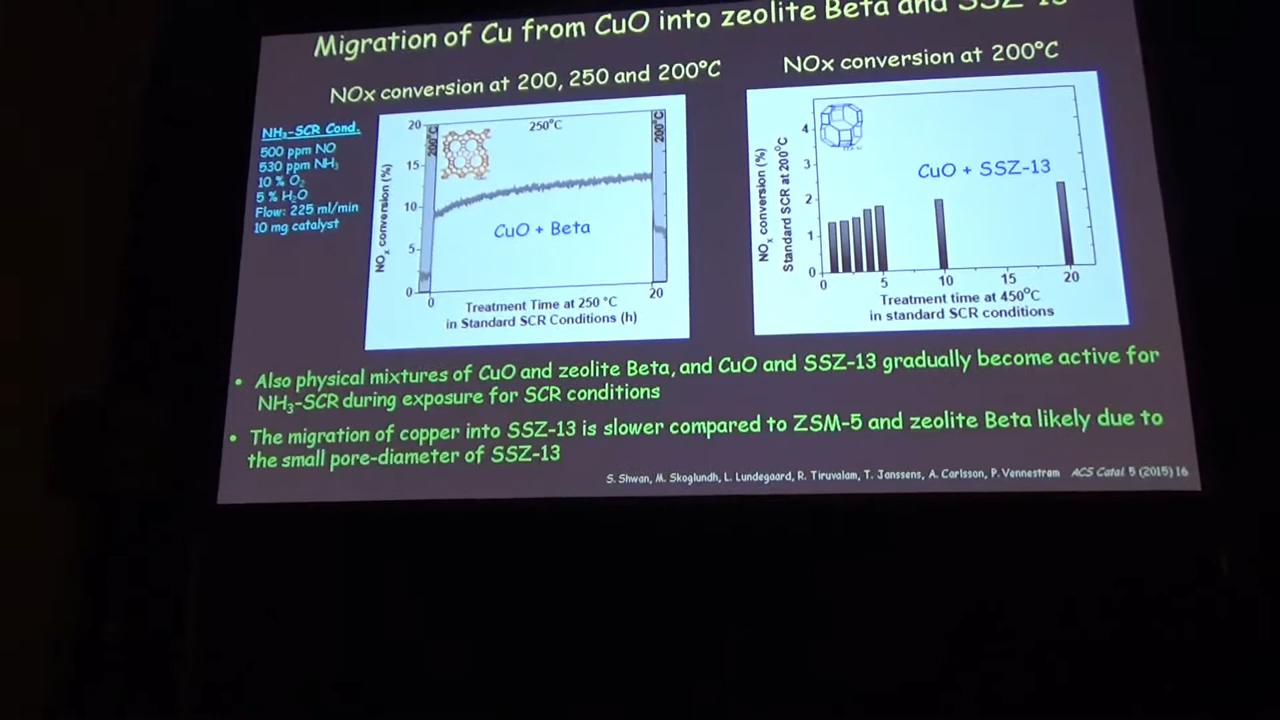 Migration of Cu from CuO into zeolite Beta and SSZ-13
NOx conversion at 200, 250 and 200°C
NOx conversion at 200°C
NH₃-SCR Cond.
500 ppm NO
530 ppm NH₃
10 % O₂
5 % H₂O
Flow: 225 ml/min
10 mg catalyst
NOₓ conversion (%)
20
15
10
5
0
200°C
250°C
200°C
CuO + Beta
0
20
Treatment Time at 250 °C
in Standard SCR Conditions (h)
NOₓ conversion (%)
Standard SCR at 200°C
4
3
2
1
0
CuO + SSZ-13
0
5
10
15
20
Treatment time at 450°C
in standard SCR conditions
• Also physical mixtures of CuO and zeolite Beta, and CuO and SSZ-13 gradually become active for
NH₃-SCR during exposure for SCR conditions
• The migration of copper into SSZ-13 is slower compared to ZSM-5 and zeolite Beta likely due to
the small pore-diameter of SSZ-13
S. Shwan, M. Skoglundh, L. Lundegaard, R. Tiruvalam, T. Janssens, A. Carlsson, P. Vennestrøm ACS Catal. 5 (2015) 16